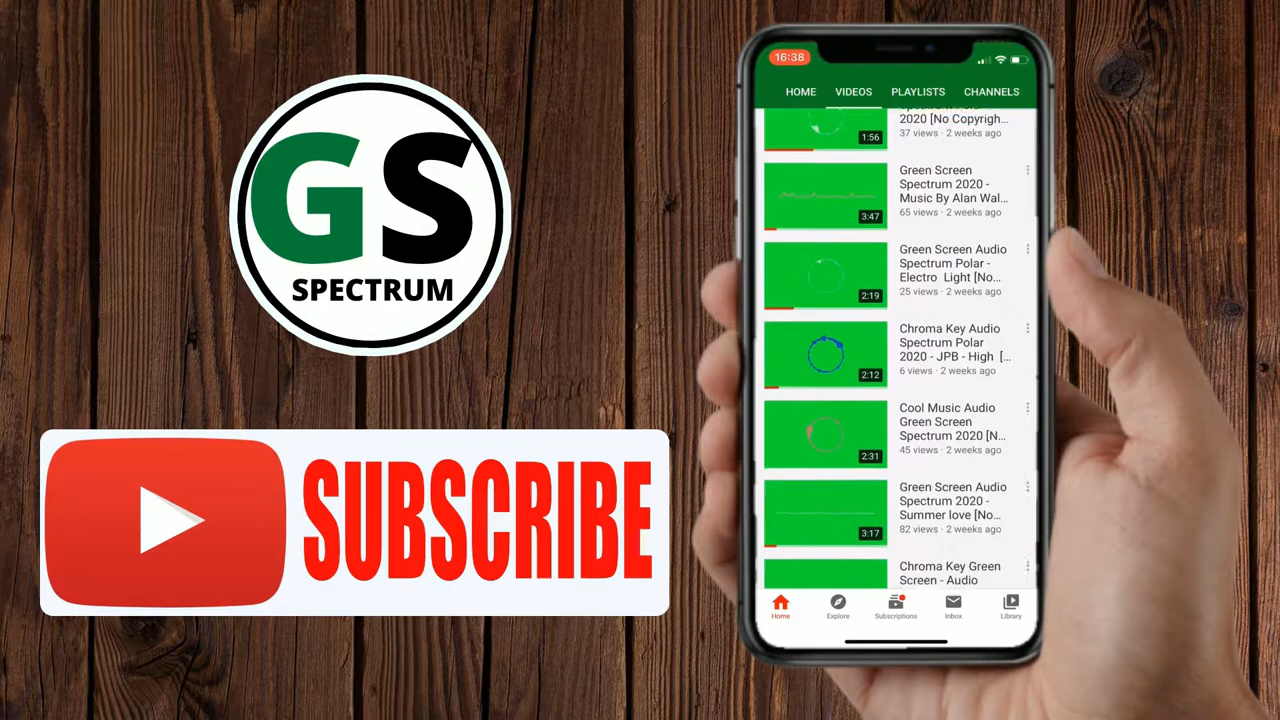 GS
SPECTRUM
SUBSCRIBE
16:38
HOME VIDEOS PLAYLISTS CHANNELS
2020 [No Copyrigh...
37 views · 2 weeks ago
1:56
Green Screen
Spectrum 2020 -
Music By Alan Wal...
65 views · 2 weeks ago
3:47
Green Screen Audio
Spectrum Polar -
Electro Light [No...
25 views · 2 weeks ago
2:19
Chroma Key Audio
Spectrum Polar
2020 - JPB - High [...
6 views · 2 weeks ago
2:12
Cool Music Audio
Green Screen
Spectrum 2020 [N...
45 views · 2 weeks ago
2:31
Green Screen Audio
Spectrum 2020 -
Summer love [No...
82 views · 2 weeks ago
3:17
Chroma Key Green
Screen - Audio
Home Explore Subscriptions Inbox Library